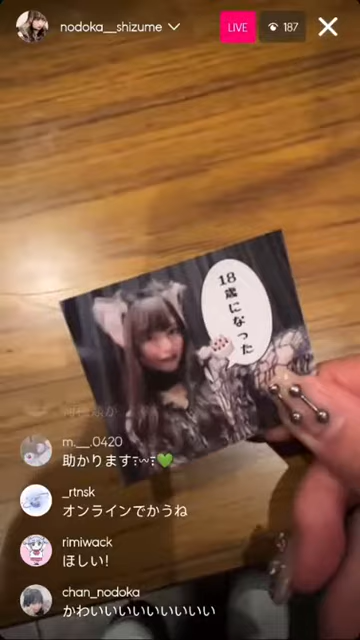 nodoka__shizume
LIVE
187
18歳になった
m.__.0420
助かります:̄ ̫:̄💚
_rtnsk
オンラインでかうね
rimiwack
ほしい!
chan_nodoka
かわいいいいいいいいい